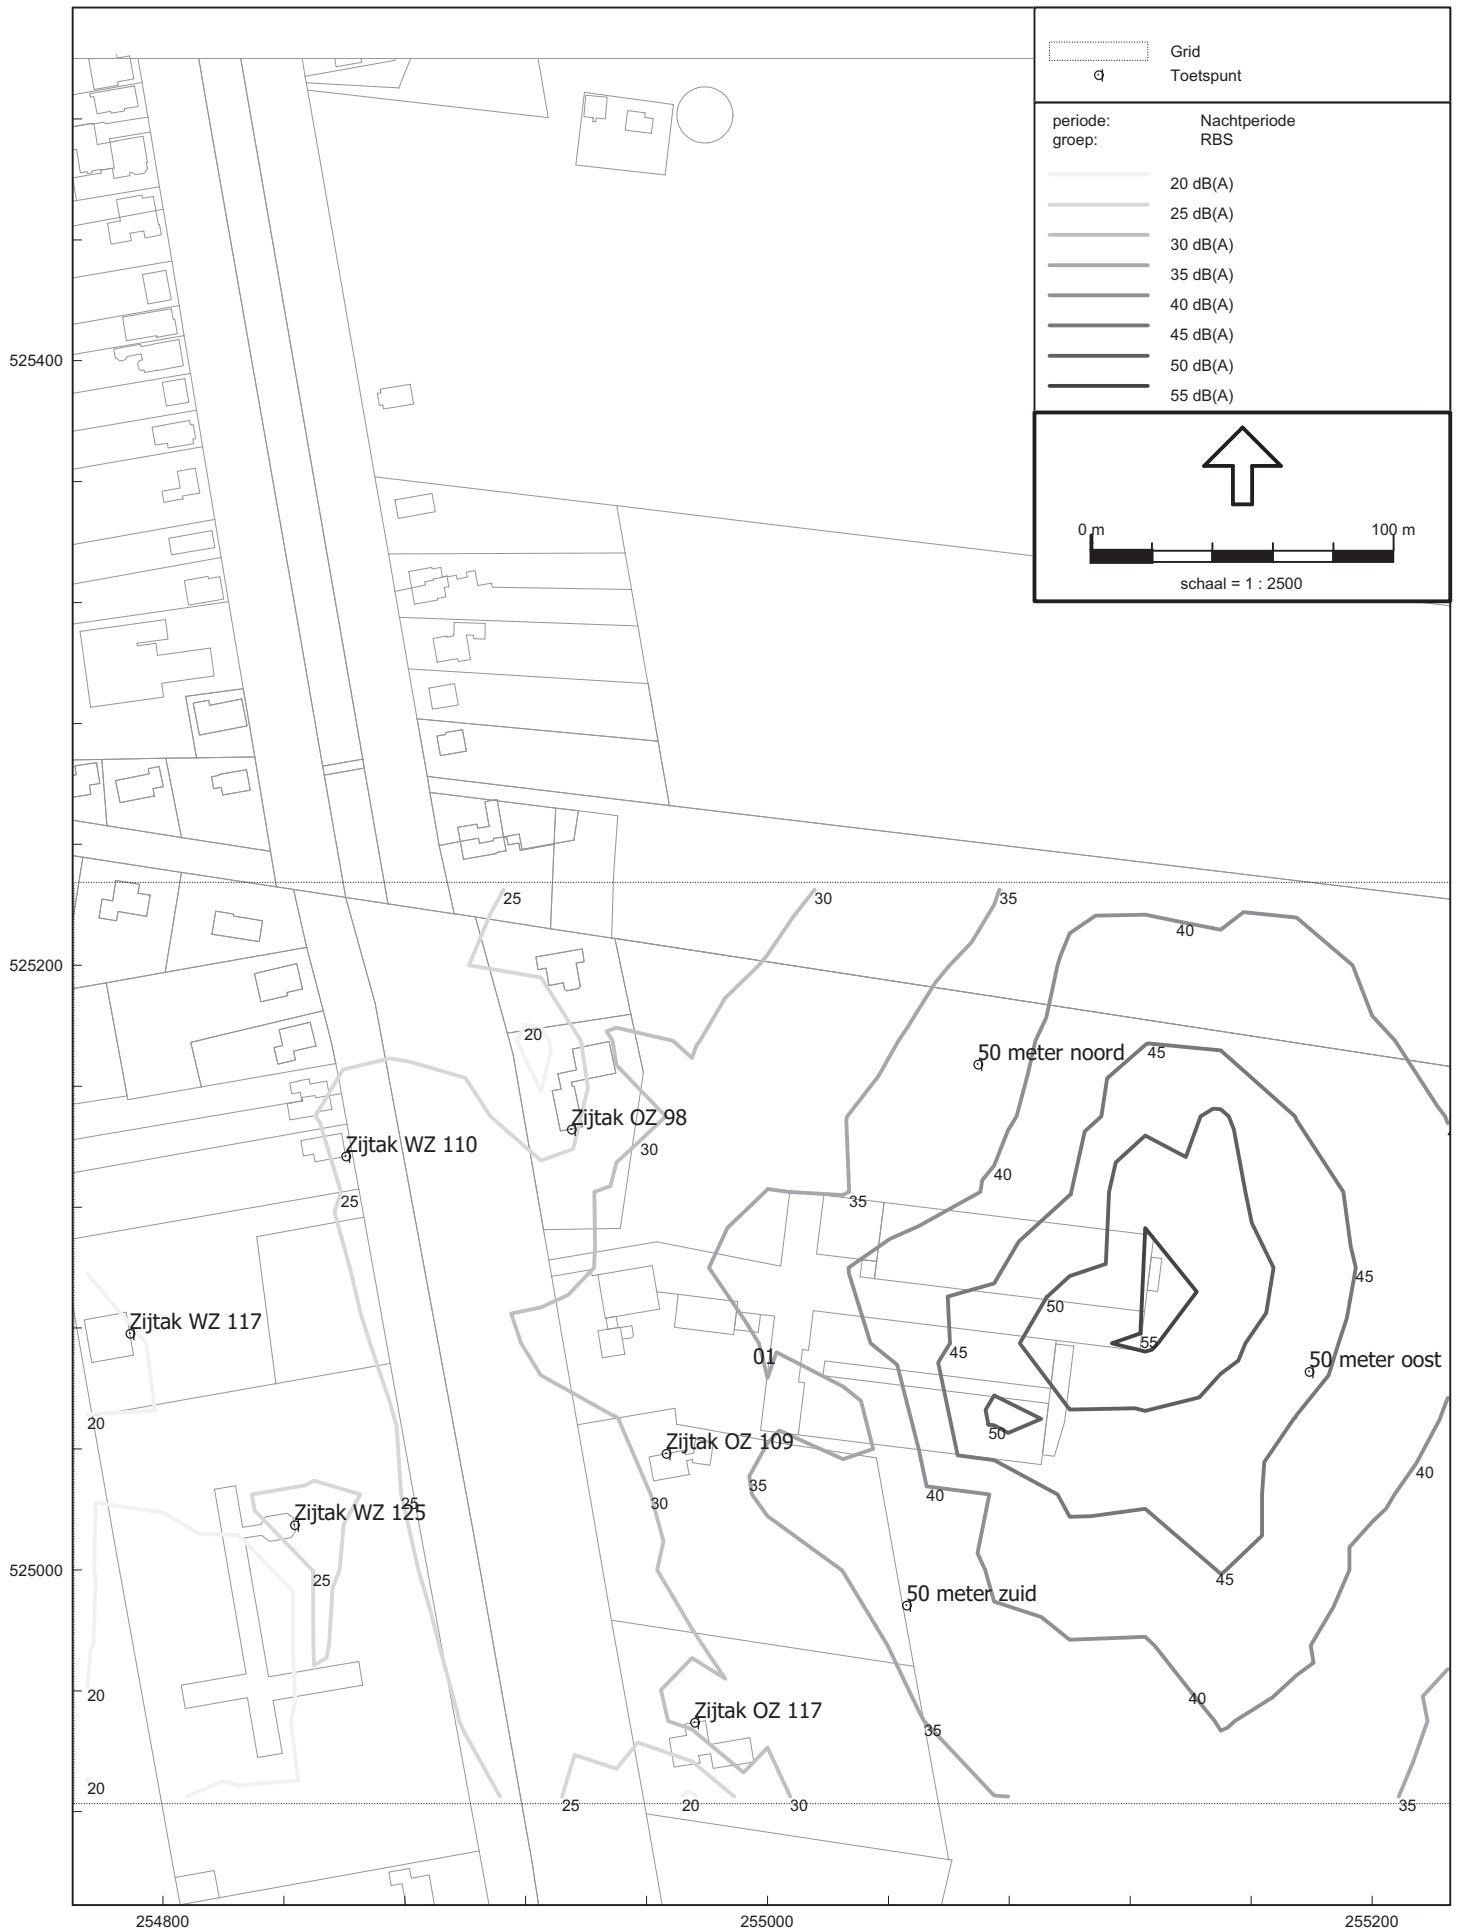 Grid
Toetspunt
periode: Nachtperiode
groep: RBS
20 dB(A)
25 dB(A)
30 dB(A)
35 dB(A)
40 dB(A)
45 dB(A)
50 dB(A)
55 dB(A)
0 m 100 m
schaal = 1 : 2500
525400
25 30 35
40
525200
20
45
50 meter noord
Zijtak OZ 98
Zijtak WZ 110
30
40
25
35
45
50
Zijtak WZ 117
55
01
45
50 meter oost
20
50
Zijtak OZ 109
40
35
40
30
25
Zijtak WZ 125
525000
25
45
50 meter zuid
20
40
Zijtak OZ 117
35
20
25 20 30 35
254800 255000 255200